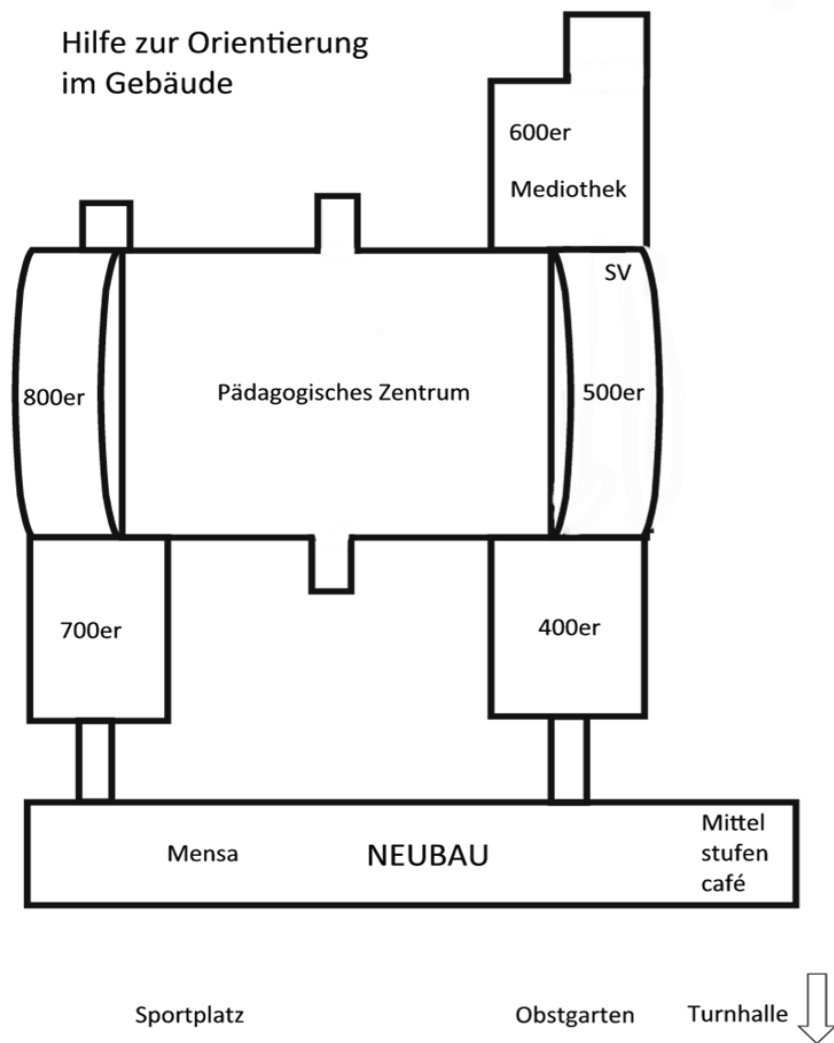 Hilfe zur Orientierung
im Gebäude
600er
Mediothek
SV
800er
Pädagogisches Zentrum
500er
700er
400er
Mensa
NEUBAU
Mittel
stufen
café
Sportplatz
Obstgarten
Turnhalle